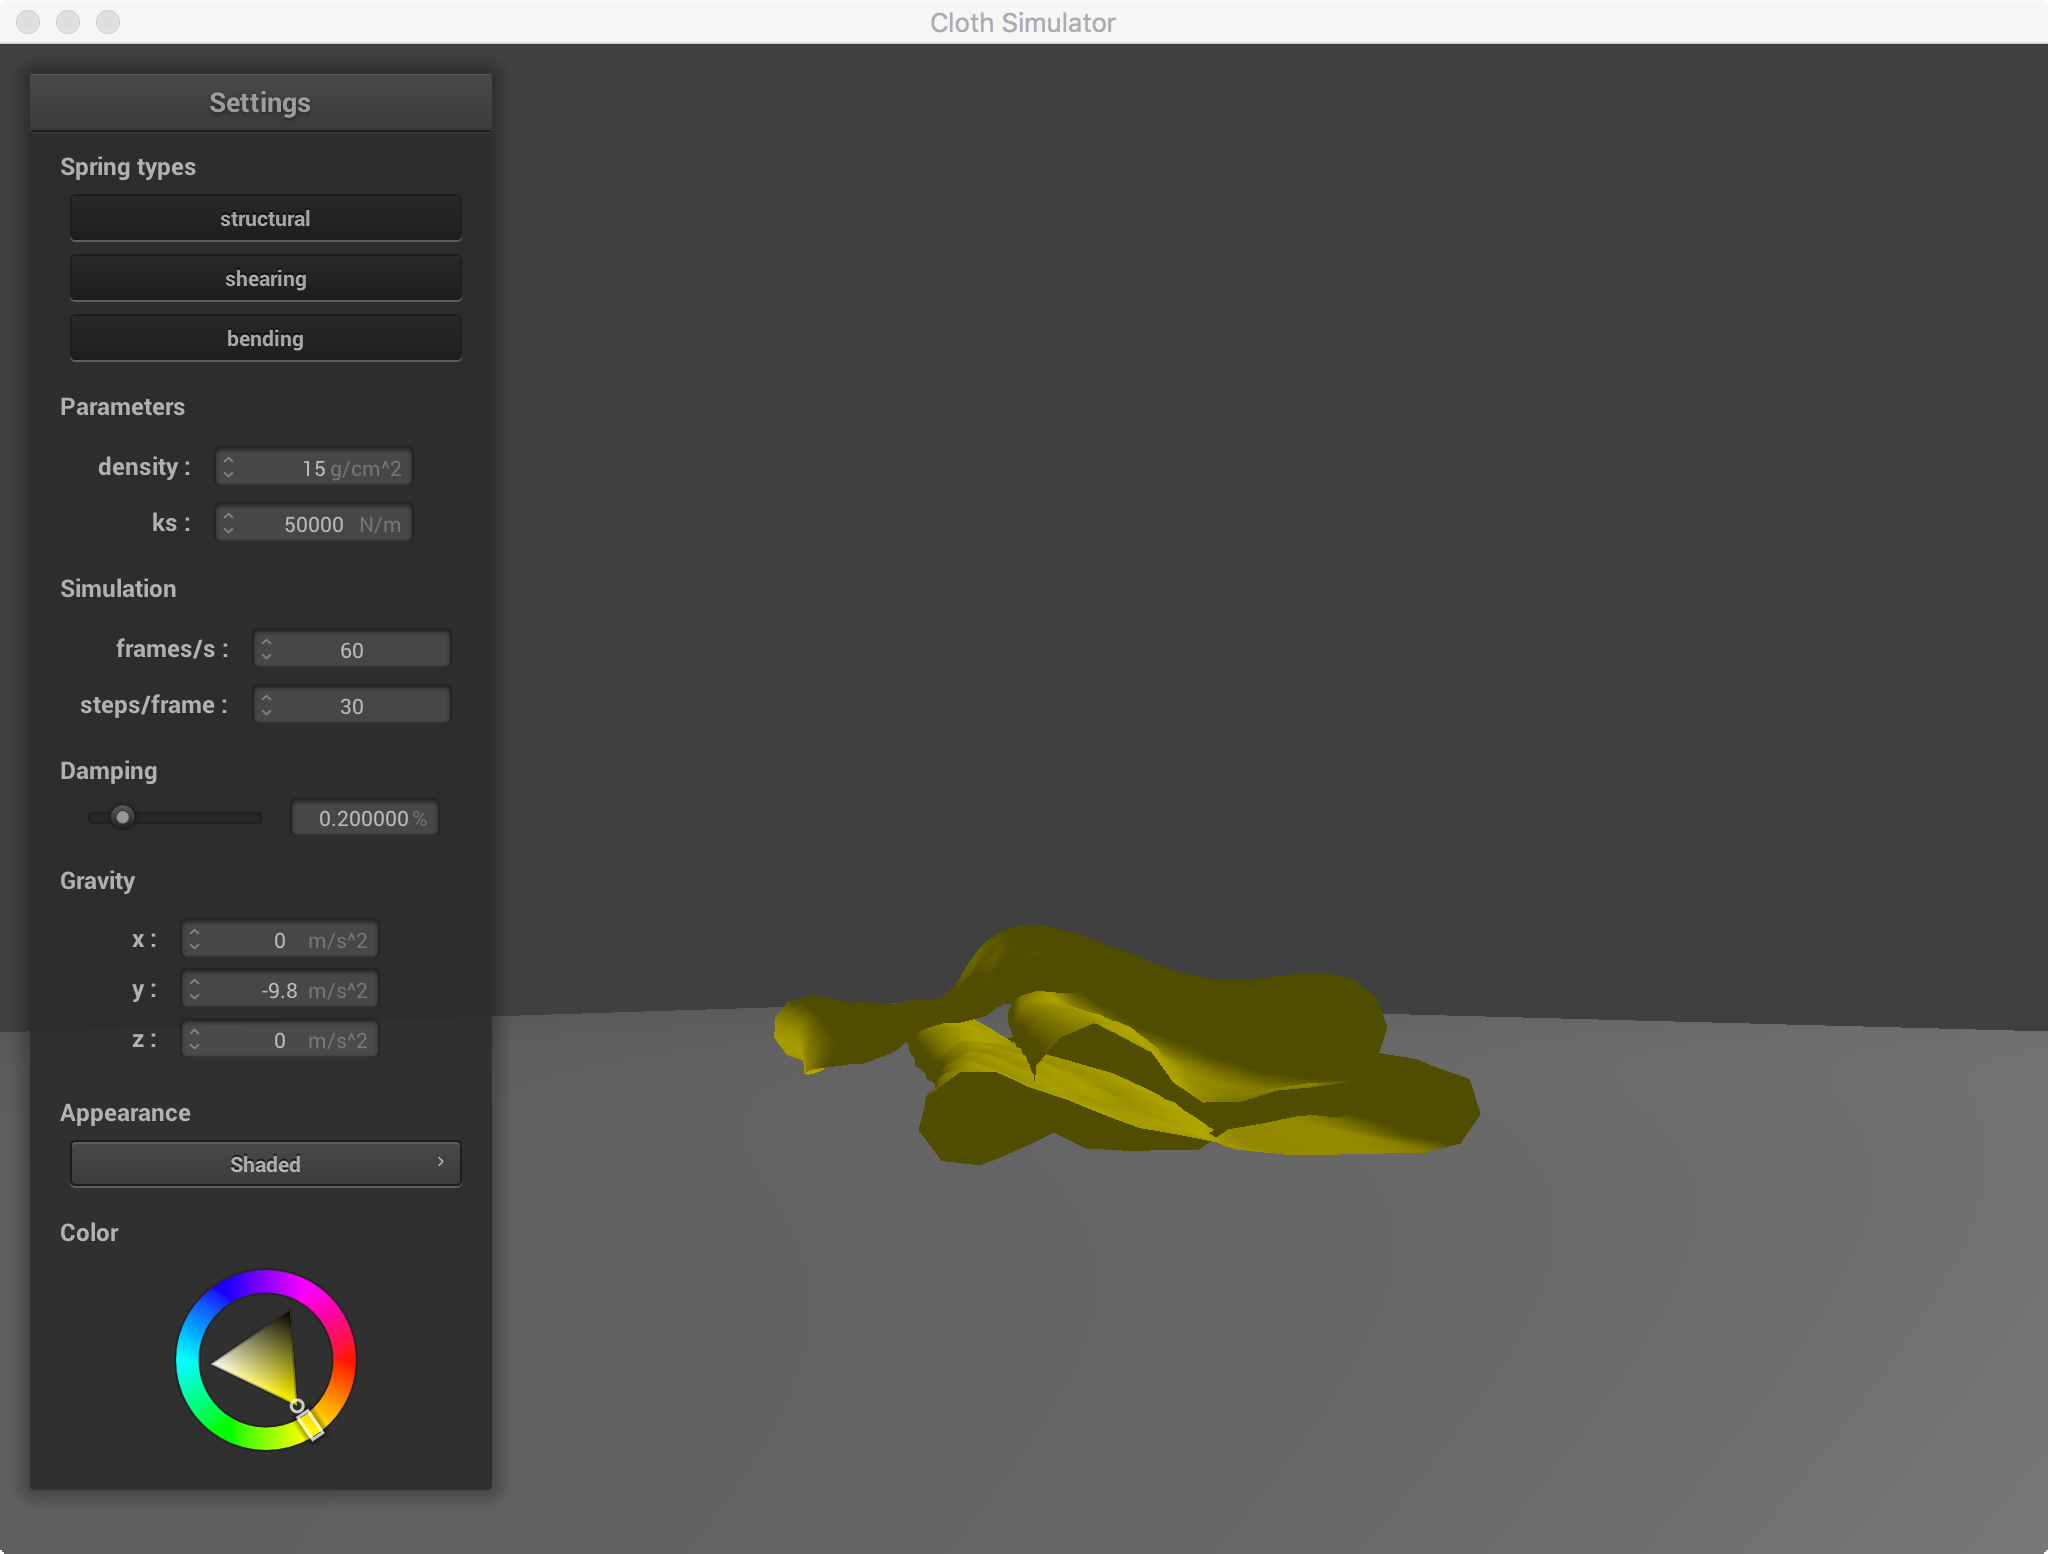 Cloth Simulator
Settings
Spring types
structural
shearing
bending
Parameters
density : 15 g/cm^2
ks : 50000 N/m
Simulation
frames/s : 60
steps/frame : 30
Damping
0.200000 %
Gravity
x : 0 m/s^2
y : -9.8 m/s^2
z : 0 m/s^2
Appearance
Shaded
Color